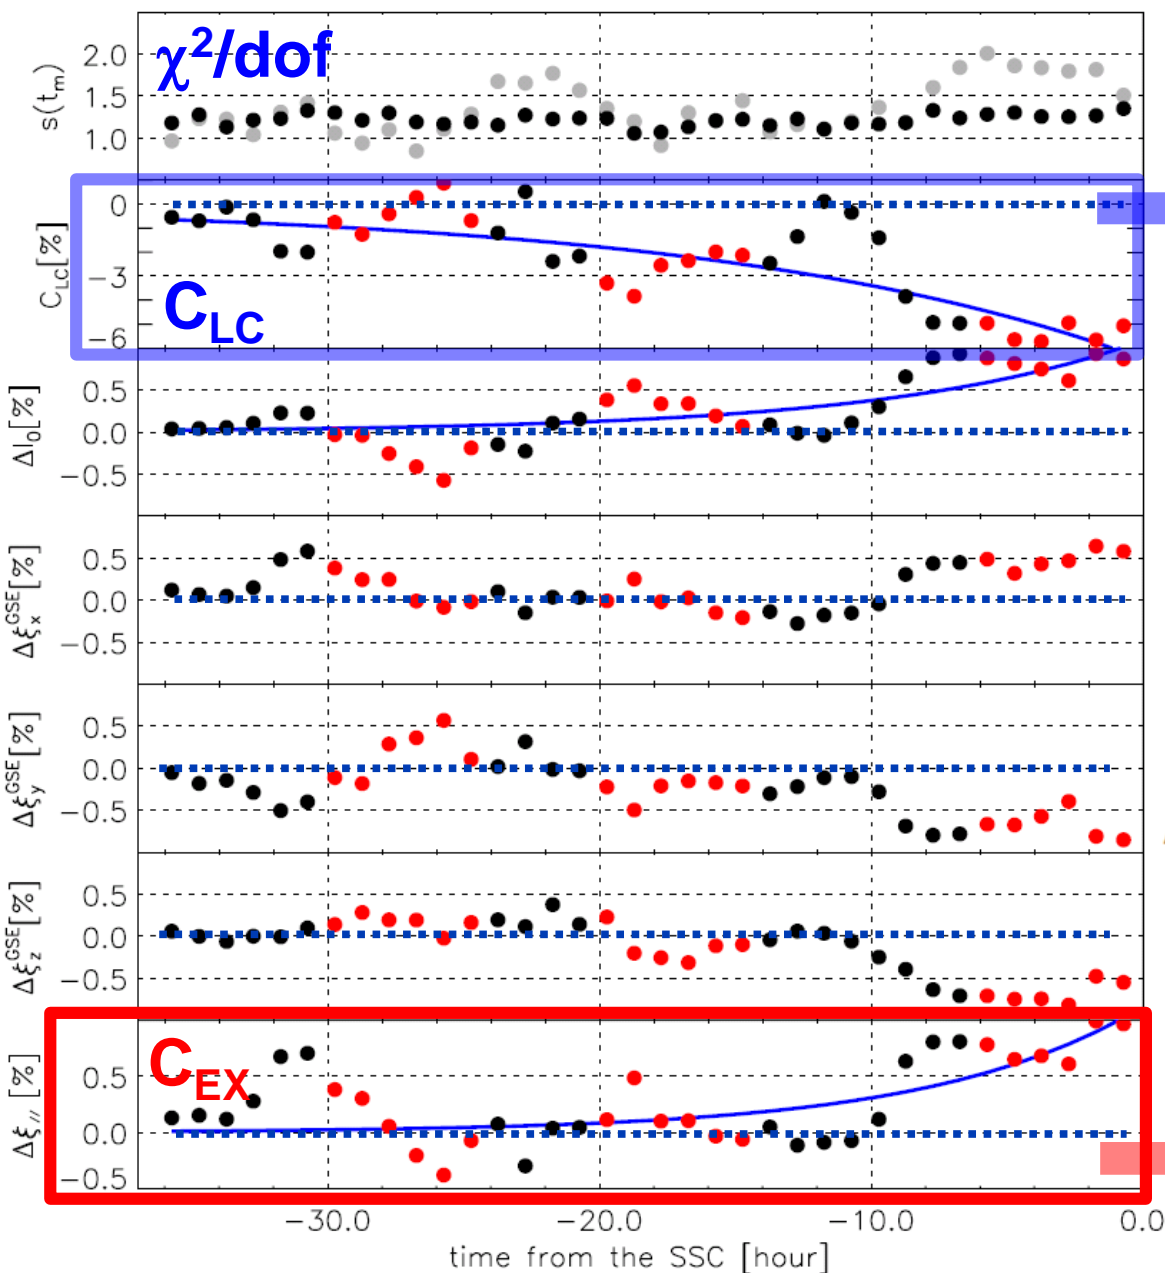 χ²/dof
s(tₘ)
2.0
1.5
1.0
C_LC[%]
0
−3
−6
C_LC
ΔI₀[%]
0.5
0.0
−0.5
Δξₓ^GSE[%]
0.5
0.0
−0.5
Δξ_y^GSE[%]
0.5
0.0
−0.5
Δξ_z^GSE[%]
0.5
0.0
−0.5
C_EX
Δξ_// [%]
0.5
0.0
−0.5
−30.0 −20.0 −10.0 0.0
time from the SSC [hour]